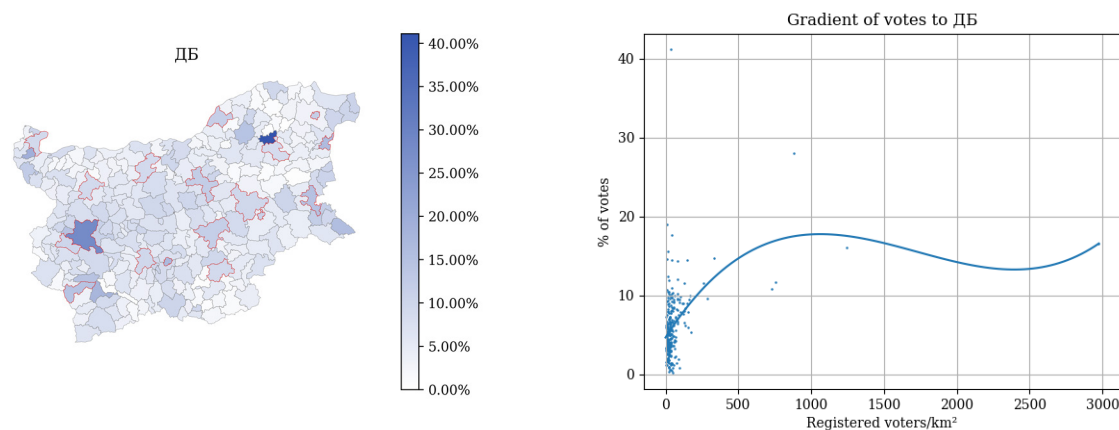 ДБ
40.00%
35.00%
30.00%
25.00%
20.00%
15.00%
10.00%
5.00%
0.00%
Gradient of votes to ДБ
% of votes
40
30
20
10
0
0 500 1000 1500 2000 2500 3000
Registered voters/km²